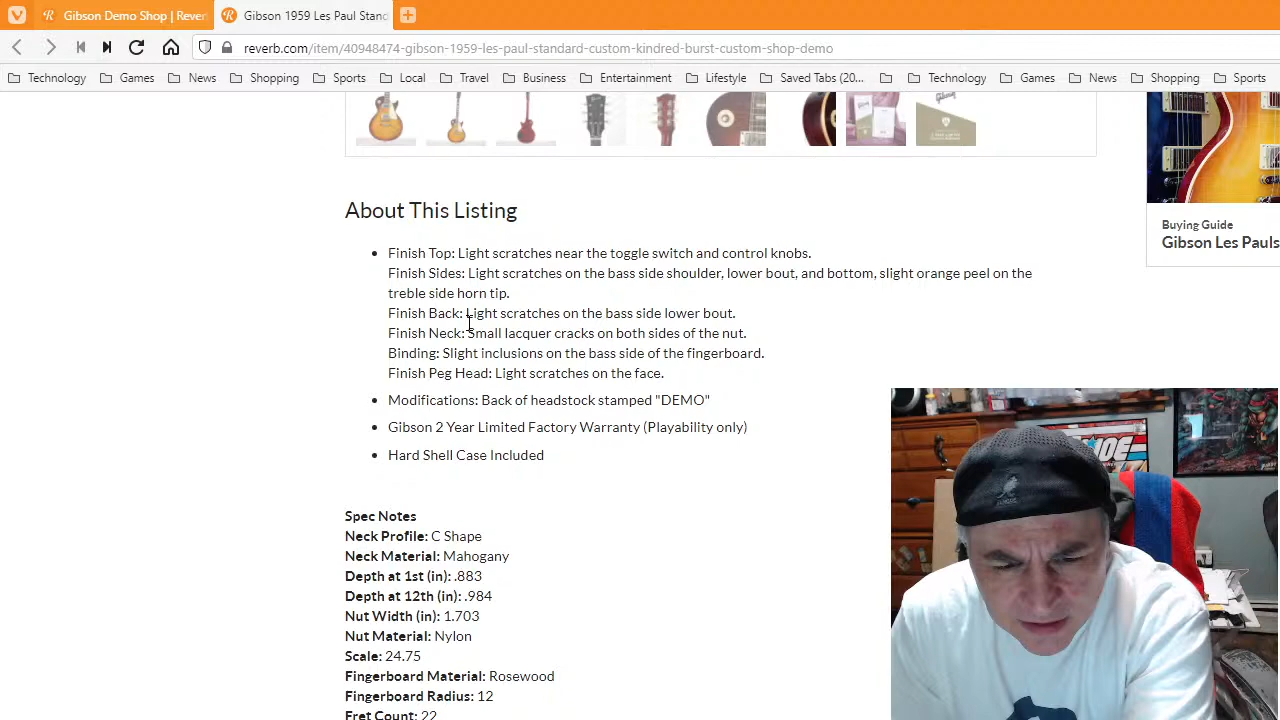 Gibson Demo Shop | Rever
Gibson 1959 Les Paul Stand
reverb.com/item/40948474-gibson-1959-les-paul-standard-custom-kindred-burst-custom-shop-demo
Technology Games News Shopping Sports Local Travel Business Entertainment Lifestyle Saved Tabs (20... Technology Games News Shopping Sports
About This Listing
Finish Top: Light scratches near the toggle switch and control knobs.
Finish Sides: Light scratches on the bass side shoulder, lower bout, and bottom, slight orange peel on the
treble side horn tip.
Finish Back: Light scratches on the bass side lower bout.
Finish Neck: Small lacquer cracks on both sides of the nut.
Binding: Slight inclusions on the bass side of the fingerboard.
Finish Peg Head: Light scratches on the face.
Modifications: Back of headstock stamped "DEMO"
Gibson 2 Year Limited Factory Warranty (Playability only)
Hard Shell Case Included
Spec Notes
Neck Profile: C Shape
Neck Material: Mahogany
Depth at 1st (in): .883
Depth at 12th (in): .984
Nut Width (in): 1.703
Nut Material: Nylon
Scale: 24.75
Fingerboard Material: Rosewood
Fingerboard Radius: 12
Fret Count: 22
Buying Guide
Gibson Les Pauls